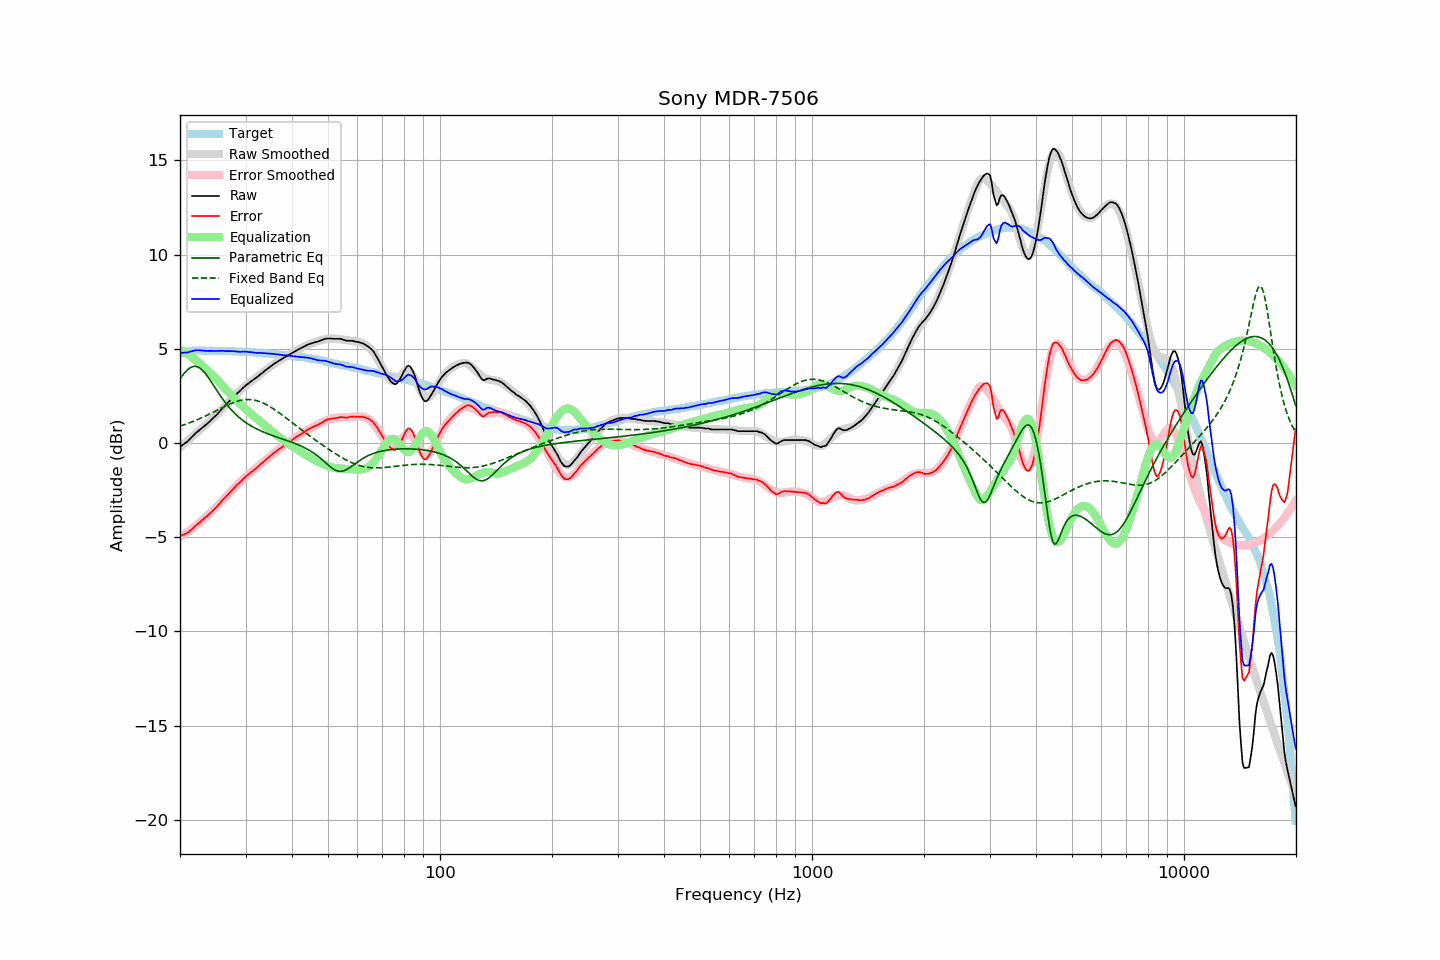 Sony MDR-7506
Target
Raw Smoothed
Error Smoothed
Raw
Error
Equalization
Parametric Eq
Fixed Band Eq
Equalized
15
10
5
0
−5
−10
−15
−20
Amplitude (dBr)
100
1000
10000
Frequency (Hz)